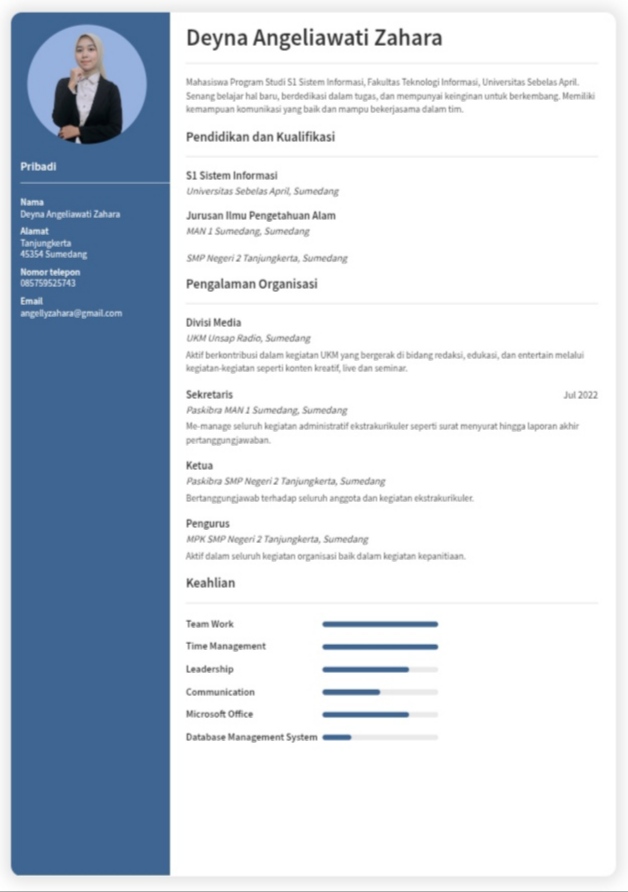 Deyna Angeliawati Zahara
Mahasiswa Program Studi S1 Sistem Informasi, Fakultas Teknologi Informasi, Universitas Sebelas April.
Senang belajar hal baru, berdedikasi dalam tugas, dan mempunyai keinginan untuk berkembang. Memiliki
kemampuan komunikasi yang baik dan mampu bekerjasama dalam tim.
Pribadi
Nama
Deyna Angeliawati Zahara
Alamat
Tanjungkerta
45354 Sumedang
Nomor telepon
085759525743
Email
angellyzahara@gmail.com
Pendidikan dan Kualifikasi
S1 Sistem Informasi
Universitas Sebelas April, Sumedang
Jurusan Ilmu Pengetahuan Alam
MAN 1 Sumedang, Sumedang
SMP Negeri 2 Tanjungkerta, Sumedang
Pengalaman Organisasi
Divisi Media
UKM Unsap Radio, Sumedang
Aktif berkontribusi dalam kegiatan UKM yang bergerak di bidang redaksi, edukasi, dan entertain melalui
kegiatan-kegiatan seperti konten kreatif, live dan seminar.
Sekretaris Jul 2022
Paskibra MAN 1 Sumedang, Sumedang
Me-manage seluruh kegiatan administratif ekstrakurikuler seperti surat menyurat hingga laporan akhir
pertanggungjawaban.
Ketua
Paskibra SMP Negeri 2 Tanjungkerta, Sumedang
Bertanggungjawab terhadap seluruh anggota dan kegiatan ekstrakurikuler.
Pengurus
MPK SMP Negeri 2 Tanjungkerta, Sumedang
Aktif dalam seluruh kegiatan organisasi baik dalam kegiatan kepanitiaan.
Keahlian
Team Work
Time Management
Leadership
Communication
Microsoft Office
Database Management System